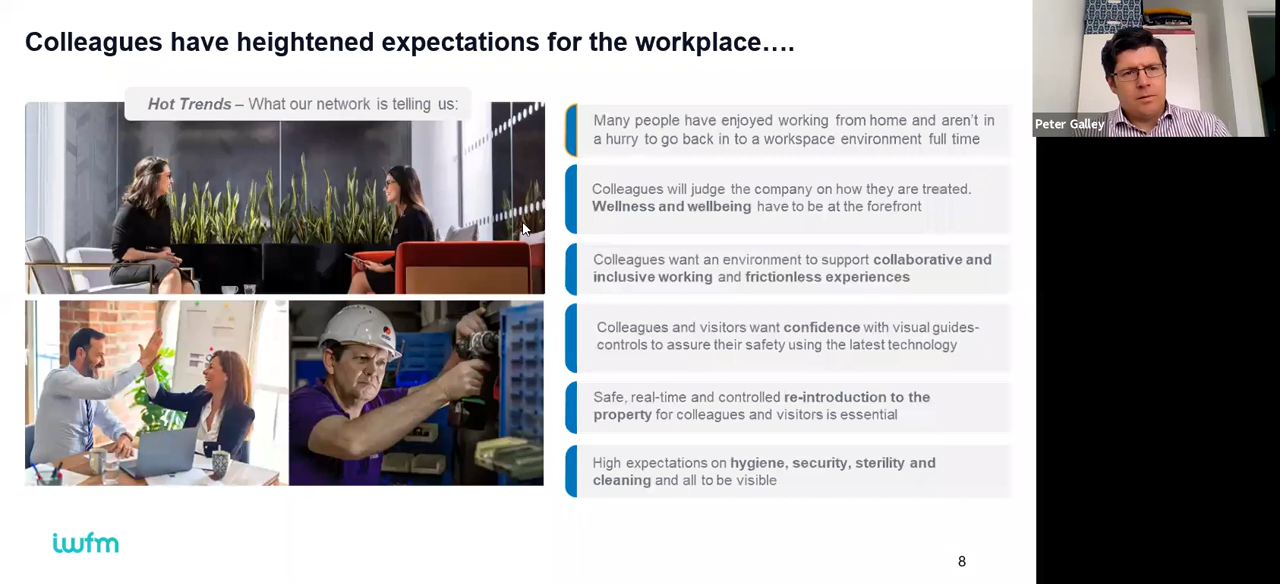 Colleagues have heightened expectations for the workplace….
Hot Trends – What our network is telling us:
Many people have enjoyed working from home and aren't in
a hurry to go back in to a workspace environment full time
Colleagues will judge the company on how they are treated.
Wellness and wellbeing have to be at the forefront
Colleagues want an environment to support collaborative and
inclusive working and frictionless experiences
Colleagues and visitors want confidence with visual guides-
controls to assure their safety using the latest technology
Safe, real-time and controlled re-introduction to the
property for colleagues and visitors is essential
High expectations on hygiene, security, sterility and
cleaning and all to be visible
iwfm
8
Peter Galley